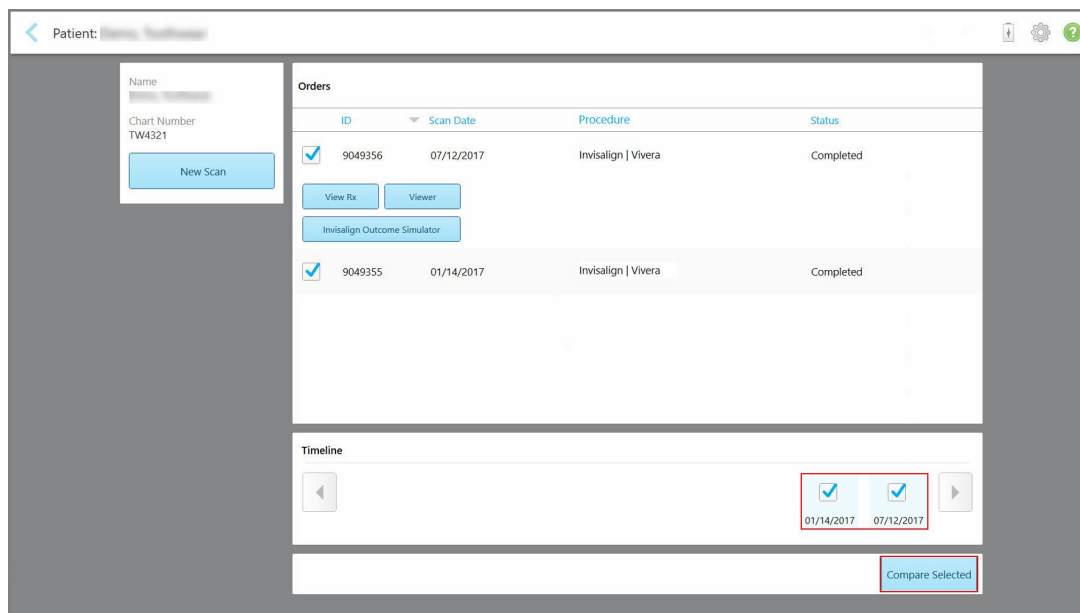 Patient:
?
Name
Chart Number
TW4321
New Scan
Orders
ID Scan Date Procedure Status
9049356 07/12/2017 Invisalign | Vivera Completed
View Rx Viewer
Invisalign Outcome Simulator
9049355 01/14/2017 Invisalign | Vivera Completed
Timeline
01/14/2017 07/12/2017
Compare Selected